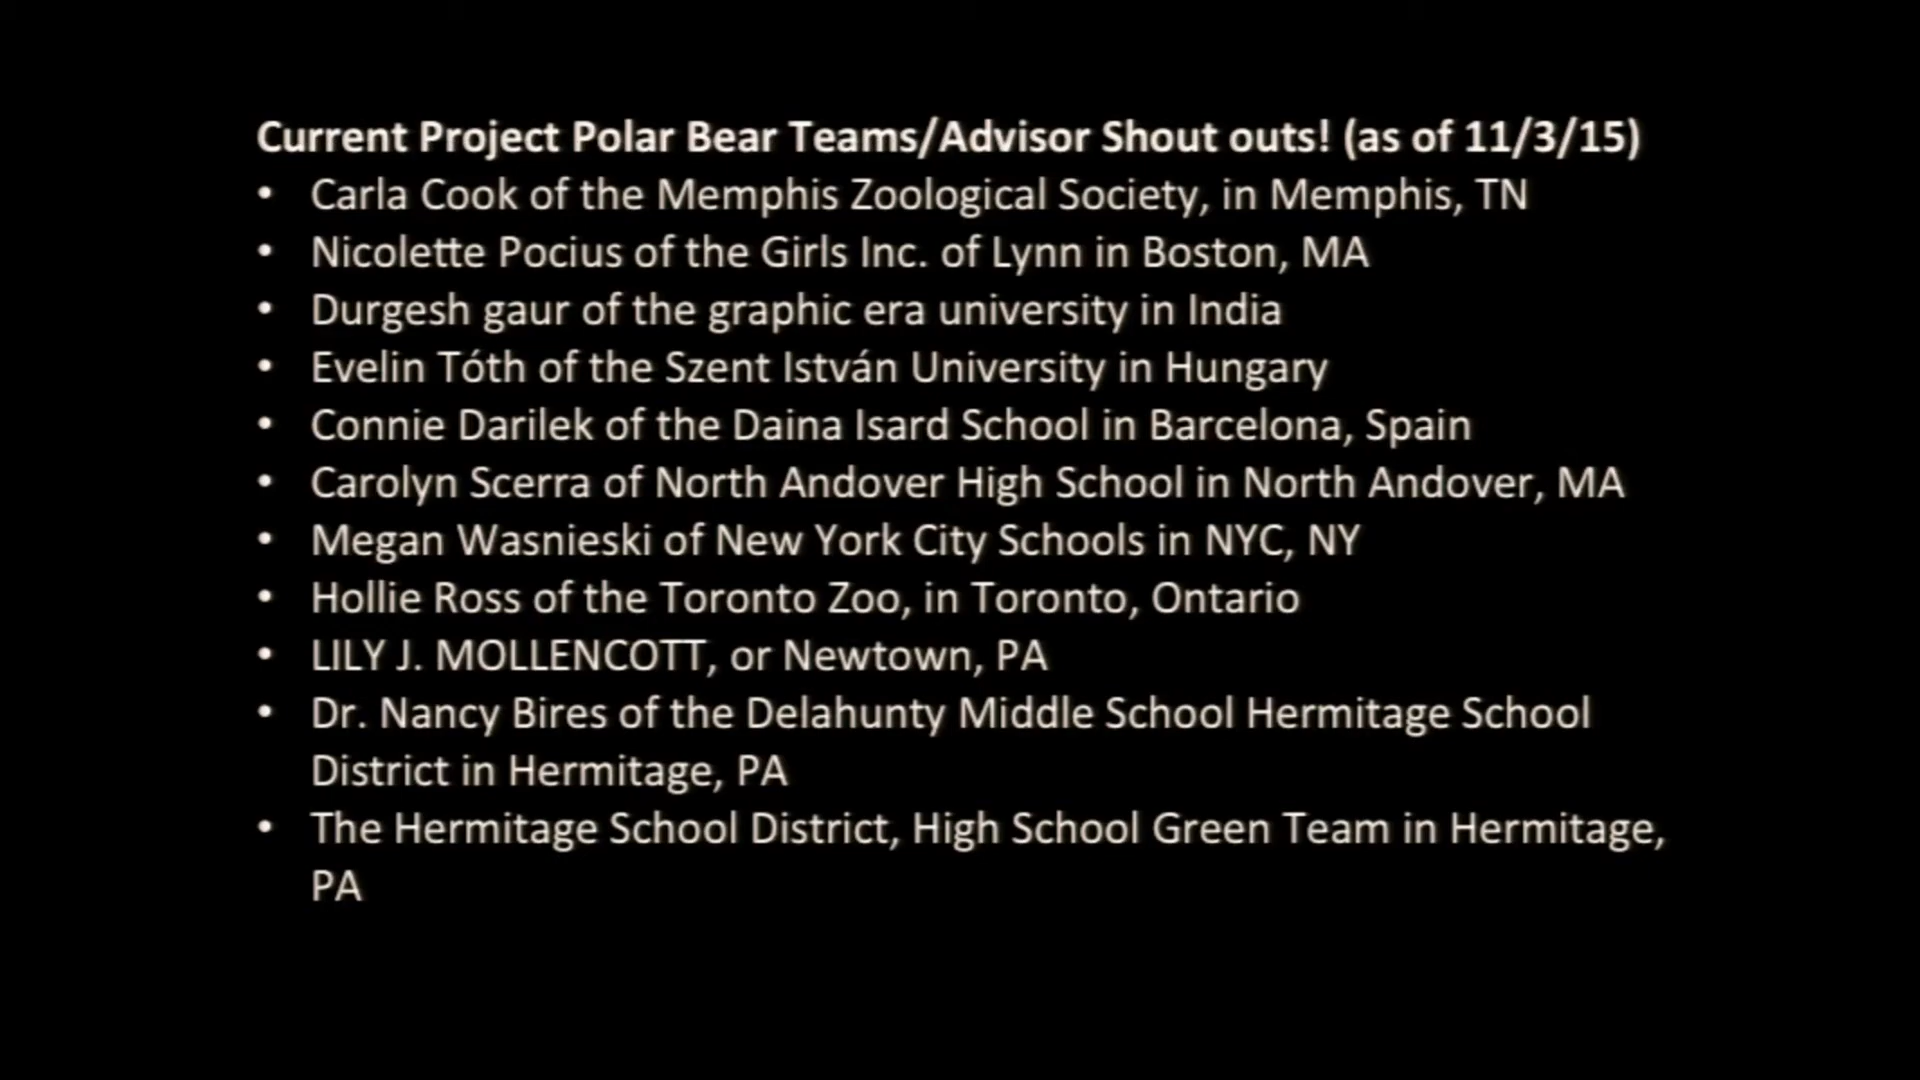 Current Project Polar Bear Teams/Advisor Shout outs! (as of 11/3/15)
• Carla Cook of the Memphis Zoological Society, in Memphis, TN
• Nicolette Pocius of the Girls Inc. of Lynn in Boston, MA
• Durgesh gaur of the graphic era university in India
• Evelin Tóth of the Szent István University in Hungary
• Connie Darilek of the Daina Isard School in Barcelona, Spain
• Carolyn Scerra of North Andover High School in North Andover, MA
• Megan Wasnieski of New York City Schools in NYC, NY
• Hollie Ross of the Toronto Zoo, in Toronto, Ontario
• LILY J. MOLLENCOTT, or Newtown, PA
• Dr. Nancy Bires of the Delahunty Middle School Hermitage School
District in Hermitage, PA
• The Hermitage School District, High School Green Team in Hermitage,
PA